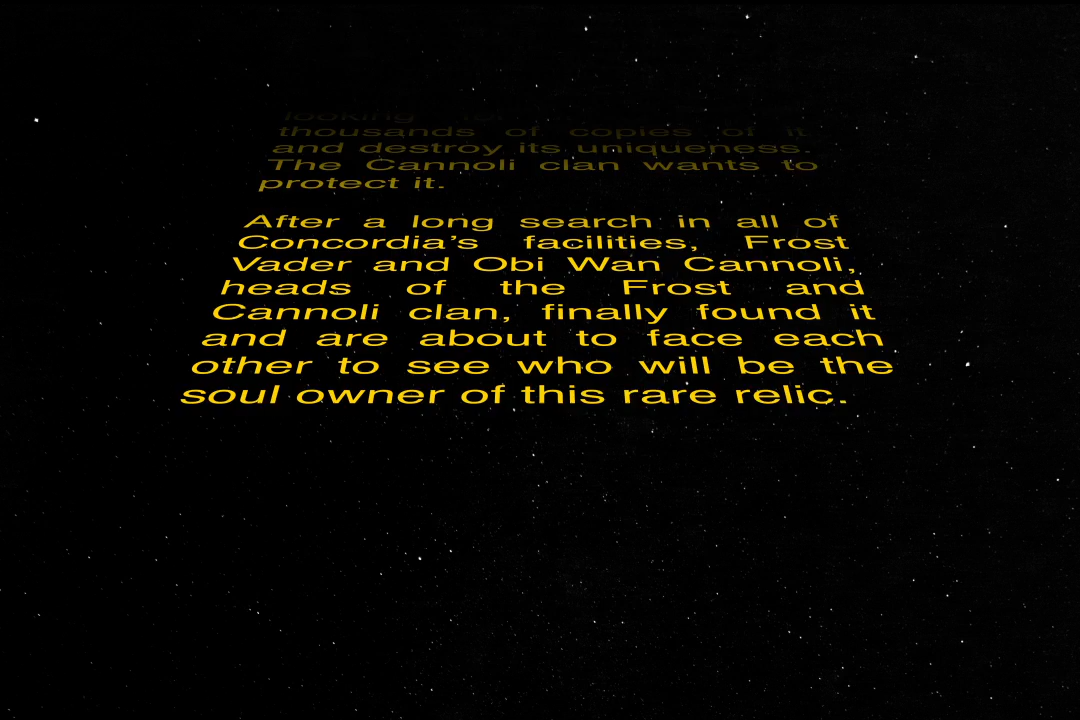 looking
thousands of copies of it
and destroy its uniqueness.
The Cannoli clan wants to
protect it.
After a long search in all of
Concordia's facilities, Frost
Vader and Obi Wan Cannoli,
heads of the Frost and
Cannoli clan, finally found it
and are about to face each
other to see who will be the
soul owner of this rare relic.